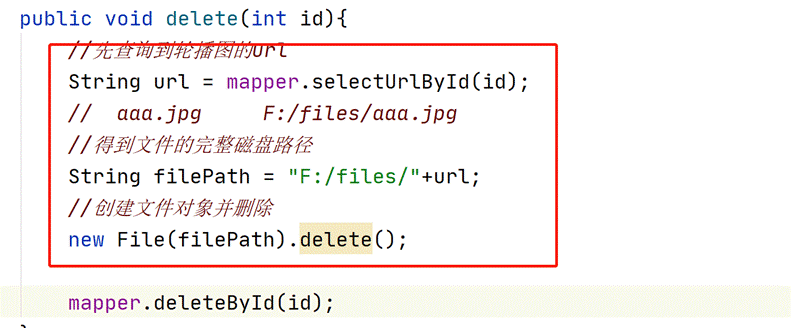 public void delete(int id){
//先查询到轮播图的url
String url = mapper.selectUrlById(id);
// aaa.jpg F:/files/aaa.jpg
//得到文件的完整磁盘路径
String filePath = "F:/files/"+url;
//创建文件对象并删除
new File(filePath).delete();
mapper.deleteById(id);
}